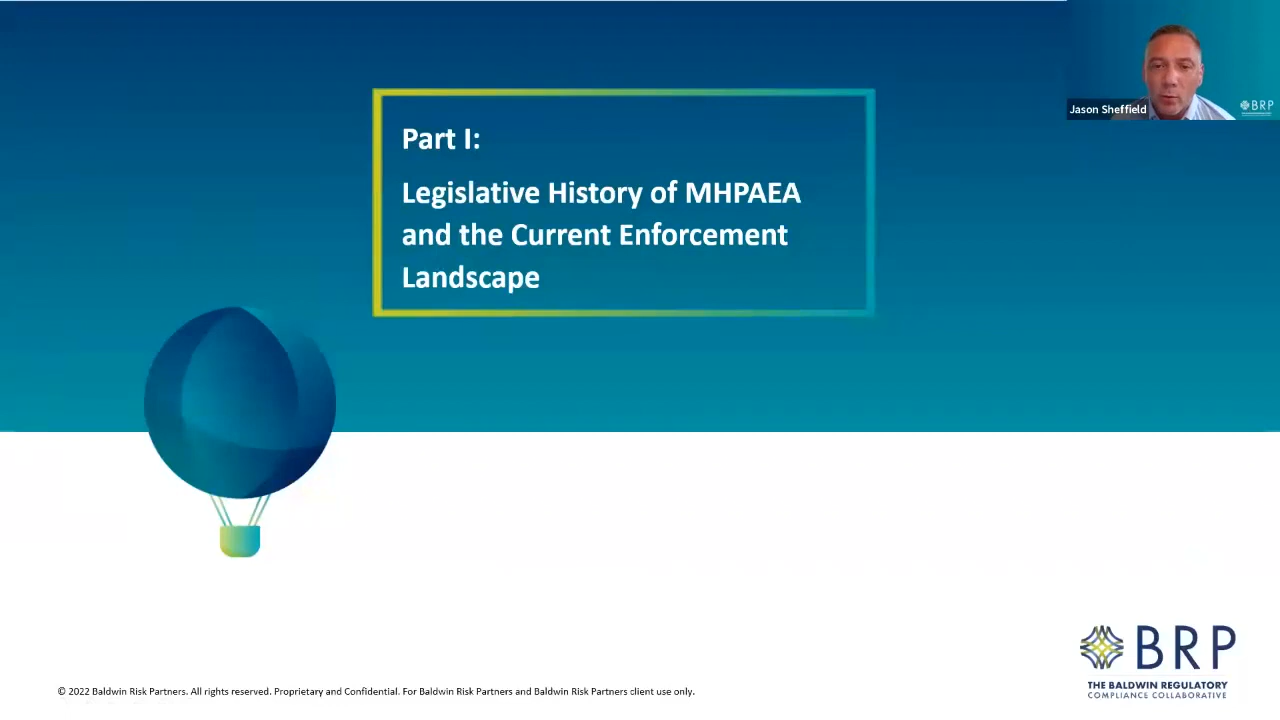 Jason Sheffield
BRP
Part I:
Legislative History of MHPAEA
and the Current Enforcement
Landscape
BRP
THE BALDWIN REGULATORY
COMPLIANCE COLLABORATIVE
© 2022 Baldwin Risk Partners. All rights reserved. Proprietary and Confidential. For Baldwin Risk Partners and Baldwin Risk Partners client use only.